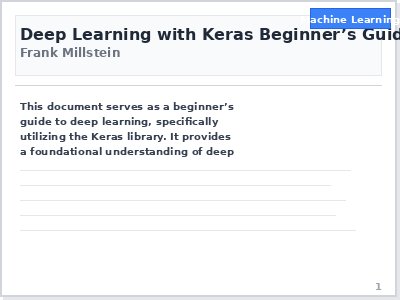 Machine Learning
Deep Learning with Keras Beginner’s Guid
Frank Millstein
This document serves as a beginner’s
guide to deep learning, specifically
utilizing the Keras library. It provides
a foundational understanding of deep
1